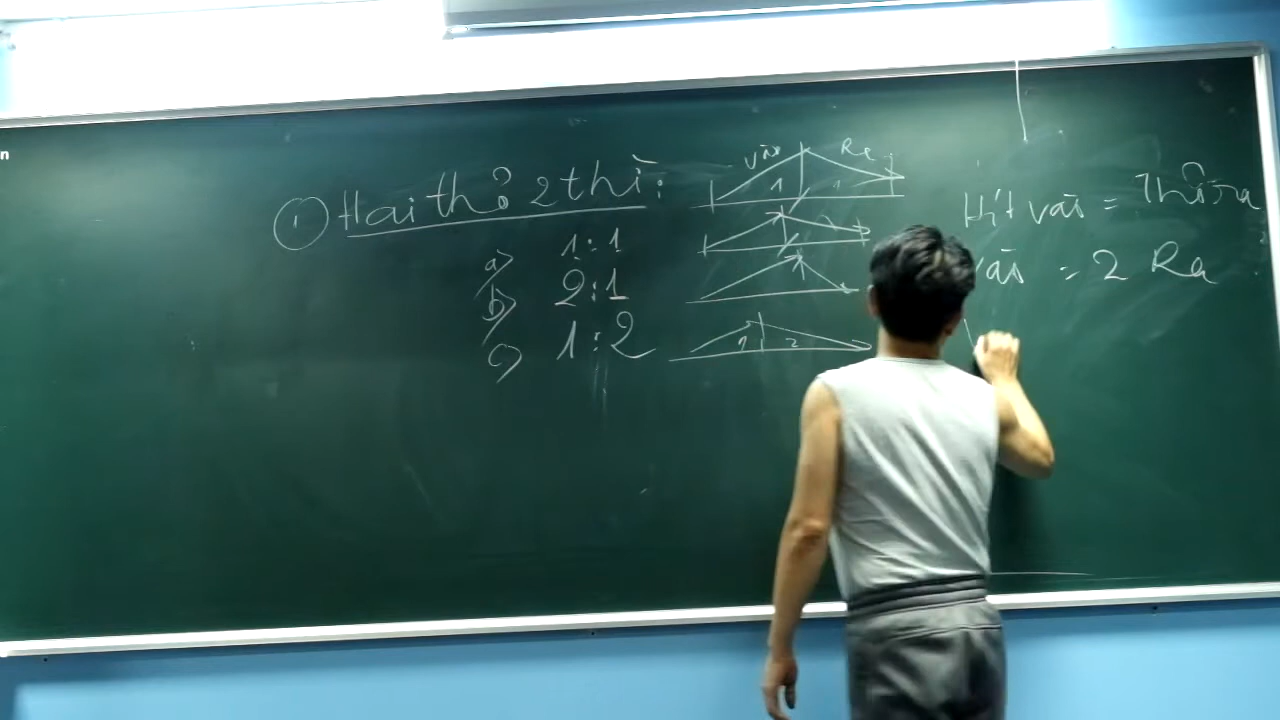 ① Hai thở 2 thì:
a) 1:1
b) 2:1
c) 1:2
vào Ra
1 1
1 2
Hít vào = Thở ra
vào = 2 Ra
n